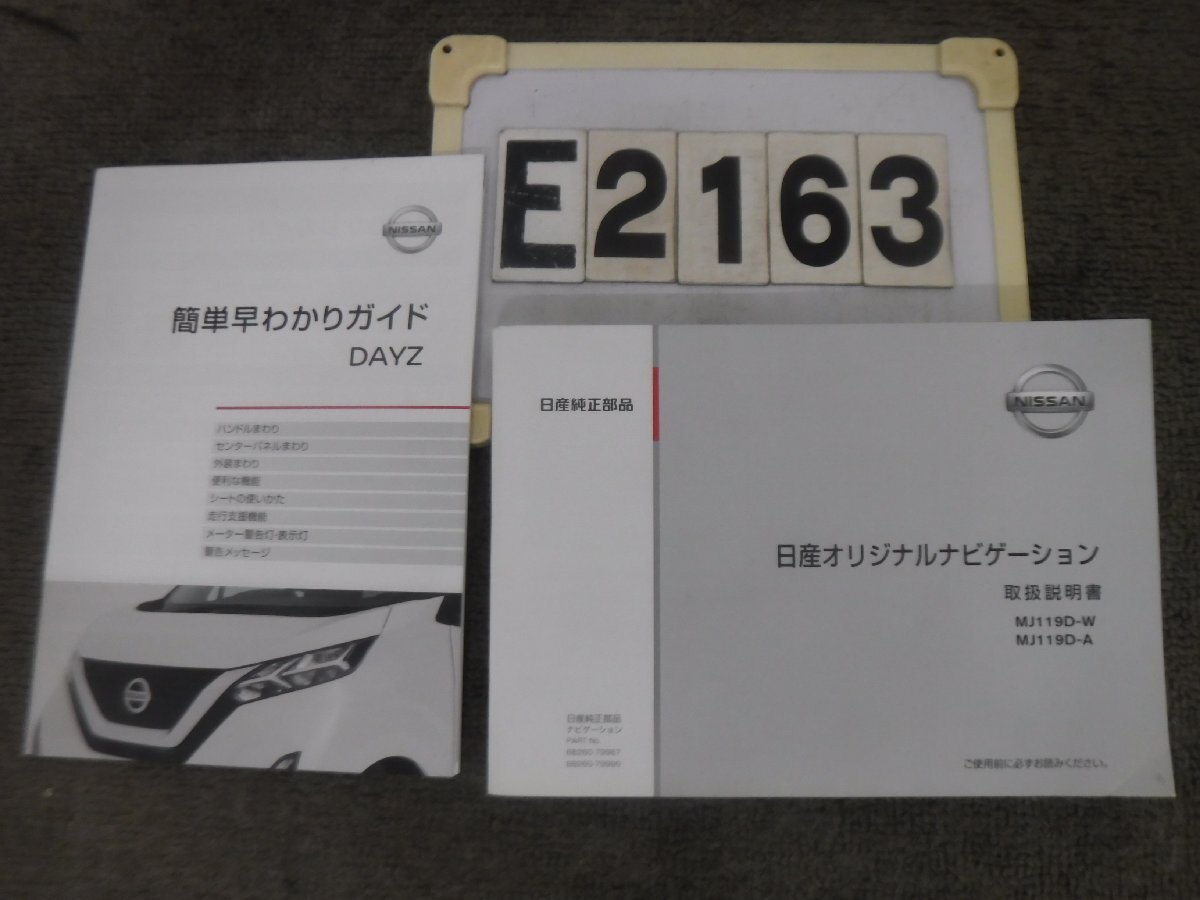 E2163
NISSAN
簡単早わかりガイド
DAYZ
ハンドルまわり
センターパネルまわり
外装まわり
便利な機能
シートの使いかた
走行支援機能
メーター警告灯・表示灯
警告メッセージ
日産純正部品
NISSAN
日産オリジナルナビゲーション
取扱説明書
MJ119D-W
MJ119D-A
日産純正部品
ナビゲーション
PART No.
ご使用前に必ずお読みください。